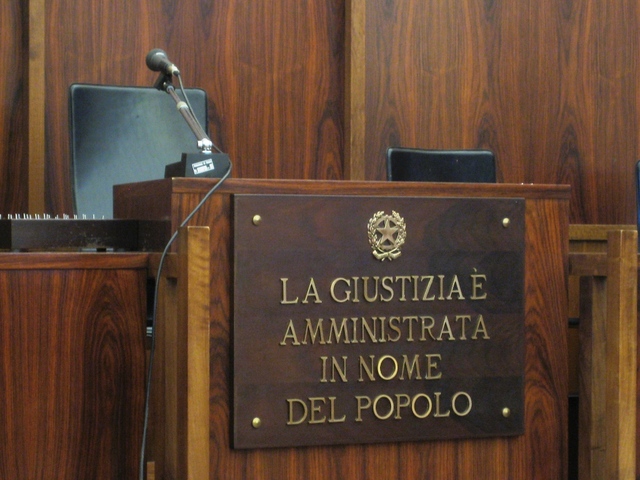 LA GIUSTIZIA È
AMMINISTRATA
IN NOME
DEL POPOLO